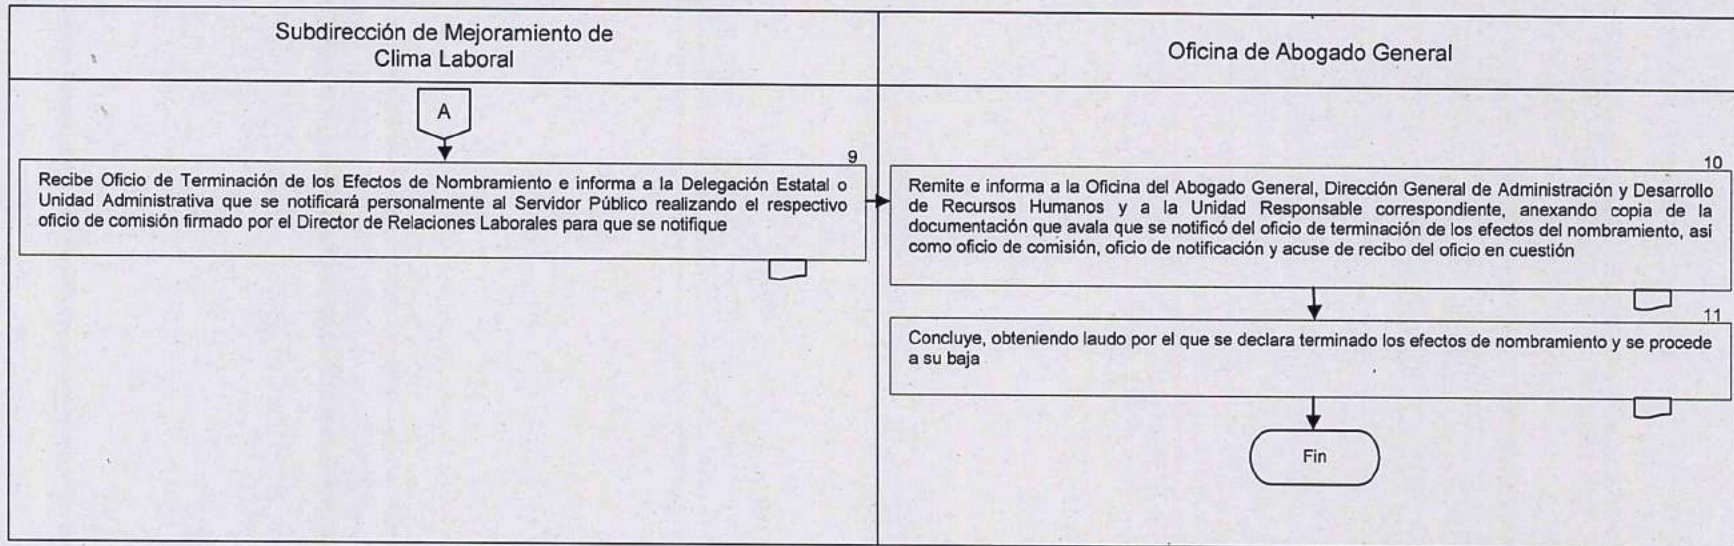 Subdirección de Mejoramiento de
Clima Laboral
Oficina de Abogado General
A
9
Recibe Oficio de Terminación de los Efectos de Nombramiento e informa a la Delegación Estatal o
Unidad Administrativa que se notificará personalmente al Servidor Público realizando el respectivo
oficio de comisión firmado por el Director de Relaciones Laborales para que se notifique
10
Remite e informa a la Oficina del Abogado General, Dirección General de Administración y Desarrollo
de Recursos Humanos y a la Unidad Responsable correspondiente, anexando copia de la
documentación que avala que se notificó del oficio de terminación de los efectos del nombramiento, así
como oficio de comisión, oficio de notificación y acuse de recibo del oficio en cuestión
11
Concluye, obteniendo laudo por el que se declara terminado los efectos de nombramiento y se procede
a su baja
Fin